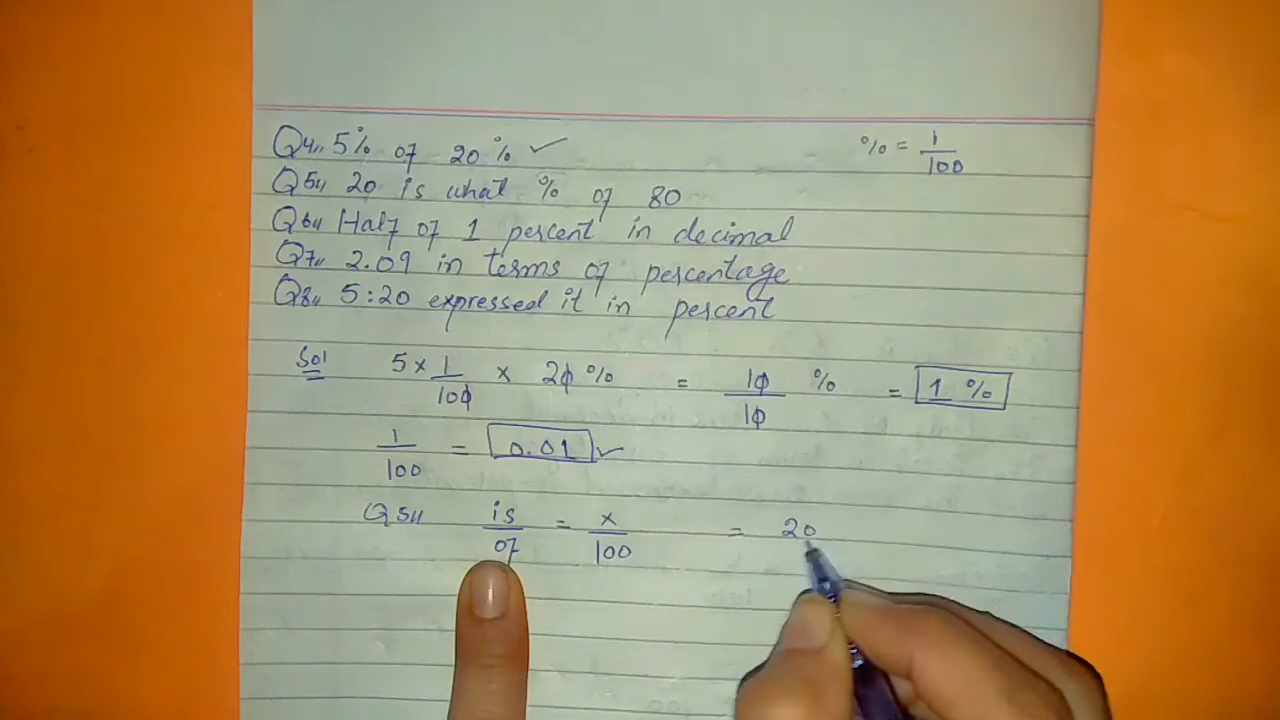 Q4,, 5% of 20% ✓ % = 1/100
Q5,, 20 is what % of 80
Q6,, Half of 1 percent in decimal
Q7,, 2.09 in terms of percentage
Q8,, 5:20 expressed it in percent
Sol 5 × 1/100 × 20% = 10/10 % = 1 %
1/100 = 0.01 ✓
Q5,, is/of = x/100 = 20